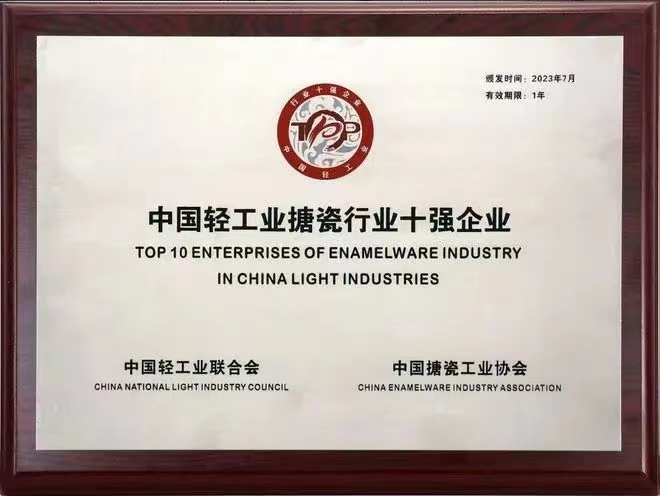 颁发时间：2023年7月
有效期限：1年
行业十强企业
TOP
中国轻工业
中国轻工业搪瓷行业十强企业
TOP 10 ENTERPRISES OF ENAMELWARE INDUSTRY
IN CHINA LIGHT INDUSTRIES
中国轻工业联合会
CHINA NATIONAL LIGHT INDUSTRY COUNCIL
中国搪瓷工业协会
CHINA ENAMELWARE INDUSTRY ASSOCIATION